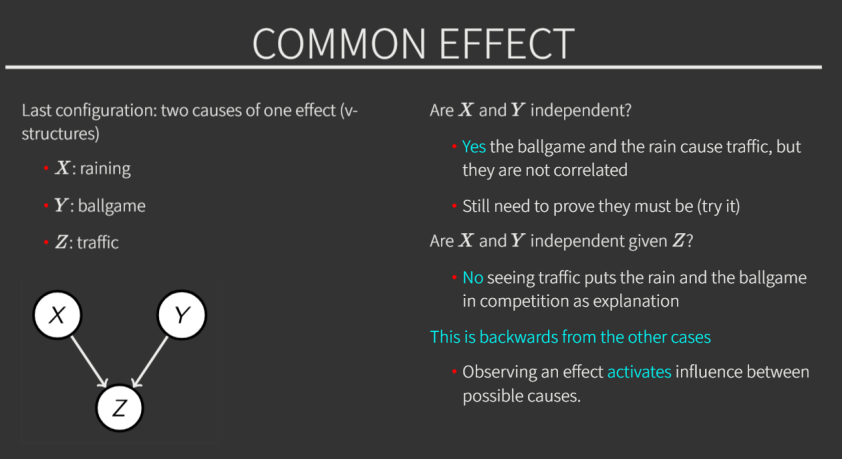 COMMON EFFECT
Last configuration: two causes of one effect (v-
structures)
• X: raining
• Y: ballgame
• Z: traffic
X
Y
Z
Are X and Y independent?
• Yes the ballgame and the rain cause traffic, but
they are not correlated
• Still need to prove they must be (try it)
Are X and Y independent given Z?
• No seeing traffic puts the rain and the ballgame
in competition as explanation
This is backwards from the other cases
• Observing an effect activates influence between
possible causes.